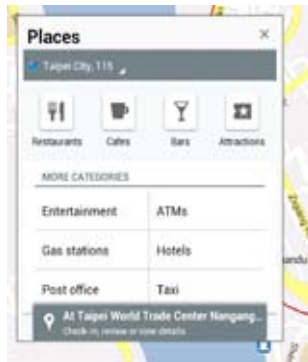 Places
Taipei City, 115
Restaurants
Cafes
Bars
Attractions
MORE CATEGORIES
Entertainment
ATMs
Gas stations
Hotels
Post office
Taxi
At Taipei World Trade Center Nangang...
Check-in, review or view details